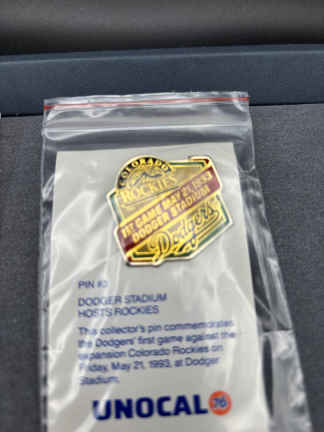 COLORADO
ROCKIES
1ST GAME MAY 21, 1993
DODGER STADIUM
Dodgers
PIN #3
DODGER STADIUM
HOSTS ROCKIES
This collector's pin commemorates
the Dodgers' first game against the
expansion Colorado Rockies on
Friday, May 21, 1993, at Dodger
Stadium.
UNOCAL 76